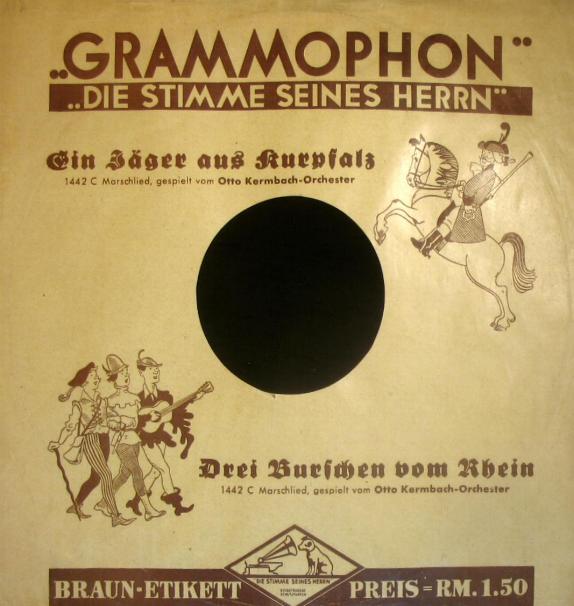 „GRAMMOPHON“
„DIE STIMME SEINES HERRN“
Ein Jäger aus Kurpfalz
1442 C Marschlied, gespielt vom Otto Kermbach-Orchester
Drei Burschen vom Rhein
1442 C Marschlied, gespielt vom Otto Kermbach-Orchester
DIE STIMME SEINES HERRN
BRAUN-ETIKETT PREIS=RM.1.50